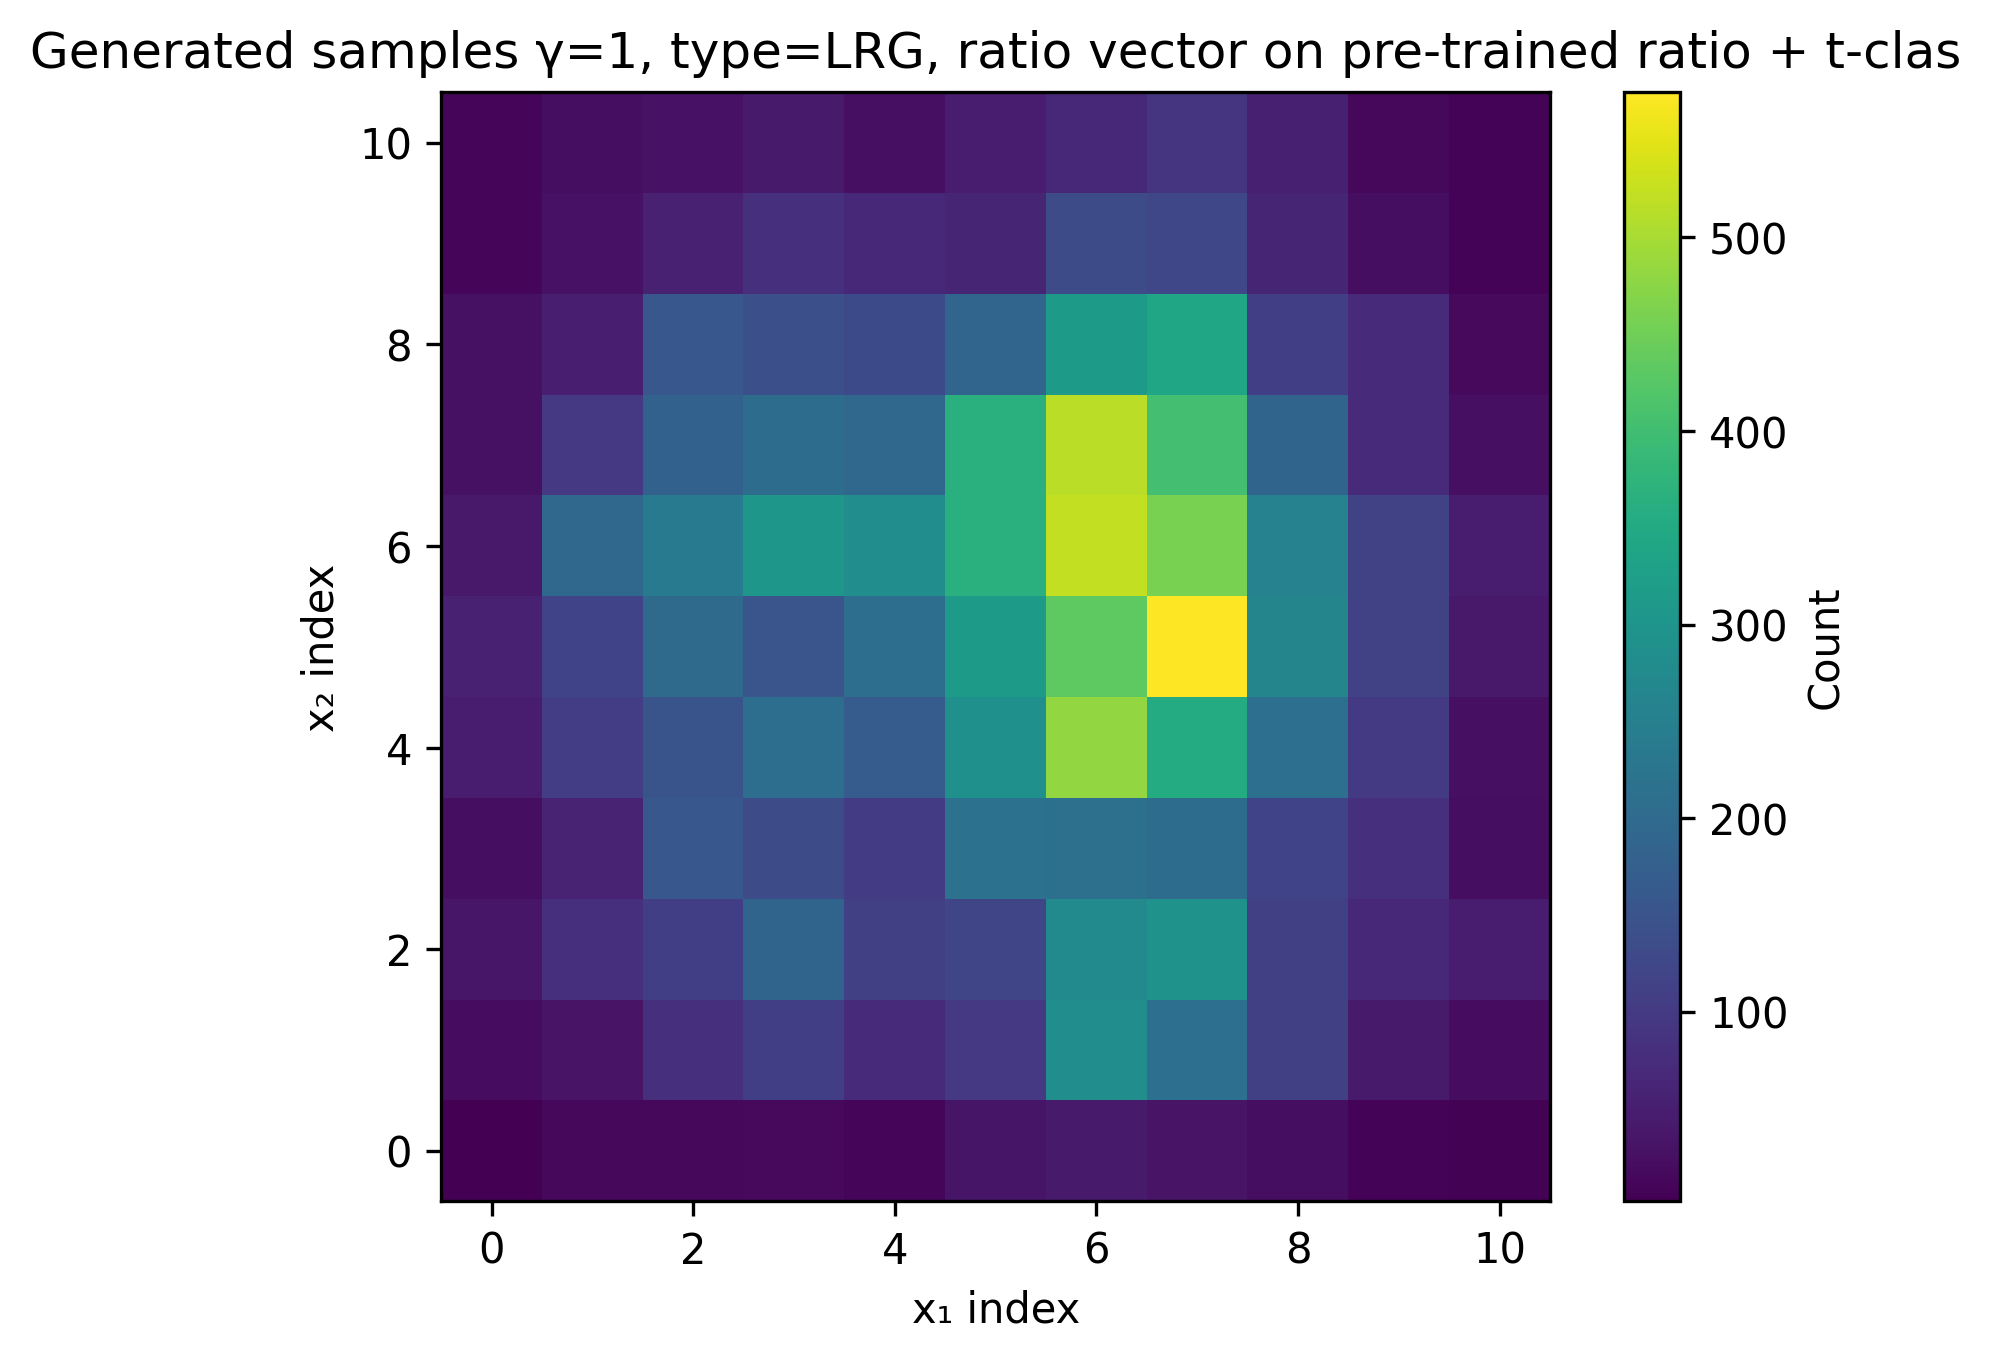 Generated samples γ=1, type=LRG, ratio vector on pre-trained ratio + t-clas
10
8
6
4
2
0
x₂ index
0 2 4 6 8 10
x₁ index
500
400
300
200
100
Count